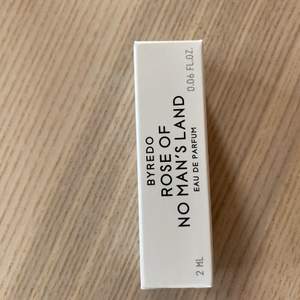 BYREDO
ROSE OF
NO MAN'S LAND
EAU DE PARFUM
2 ML
0.06 FL.OZ.